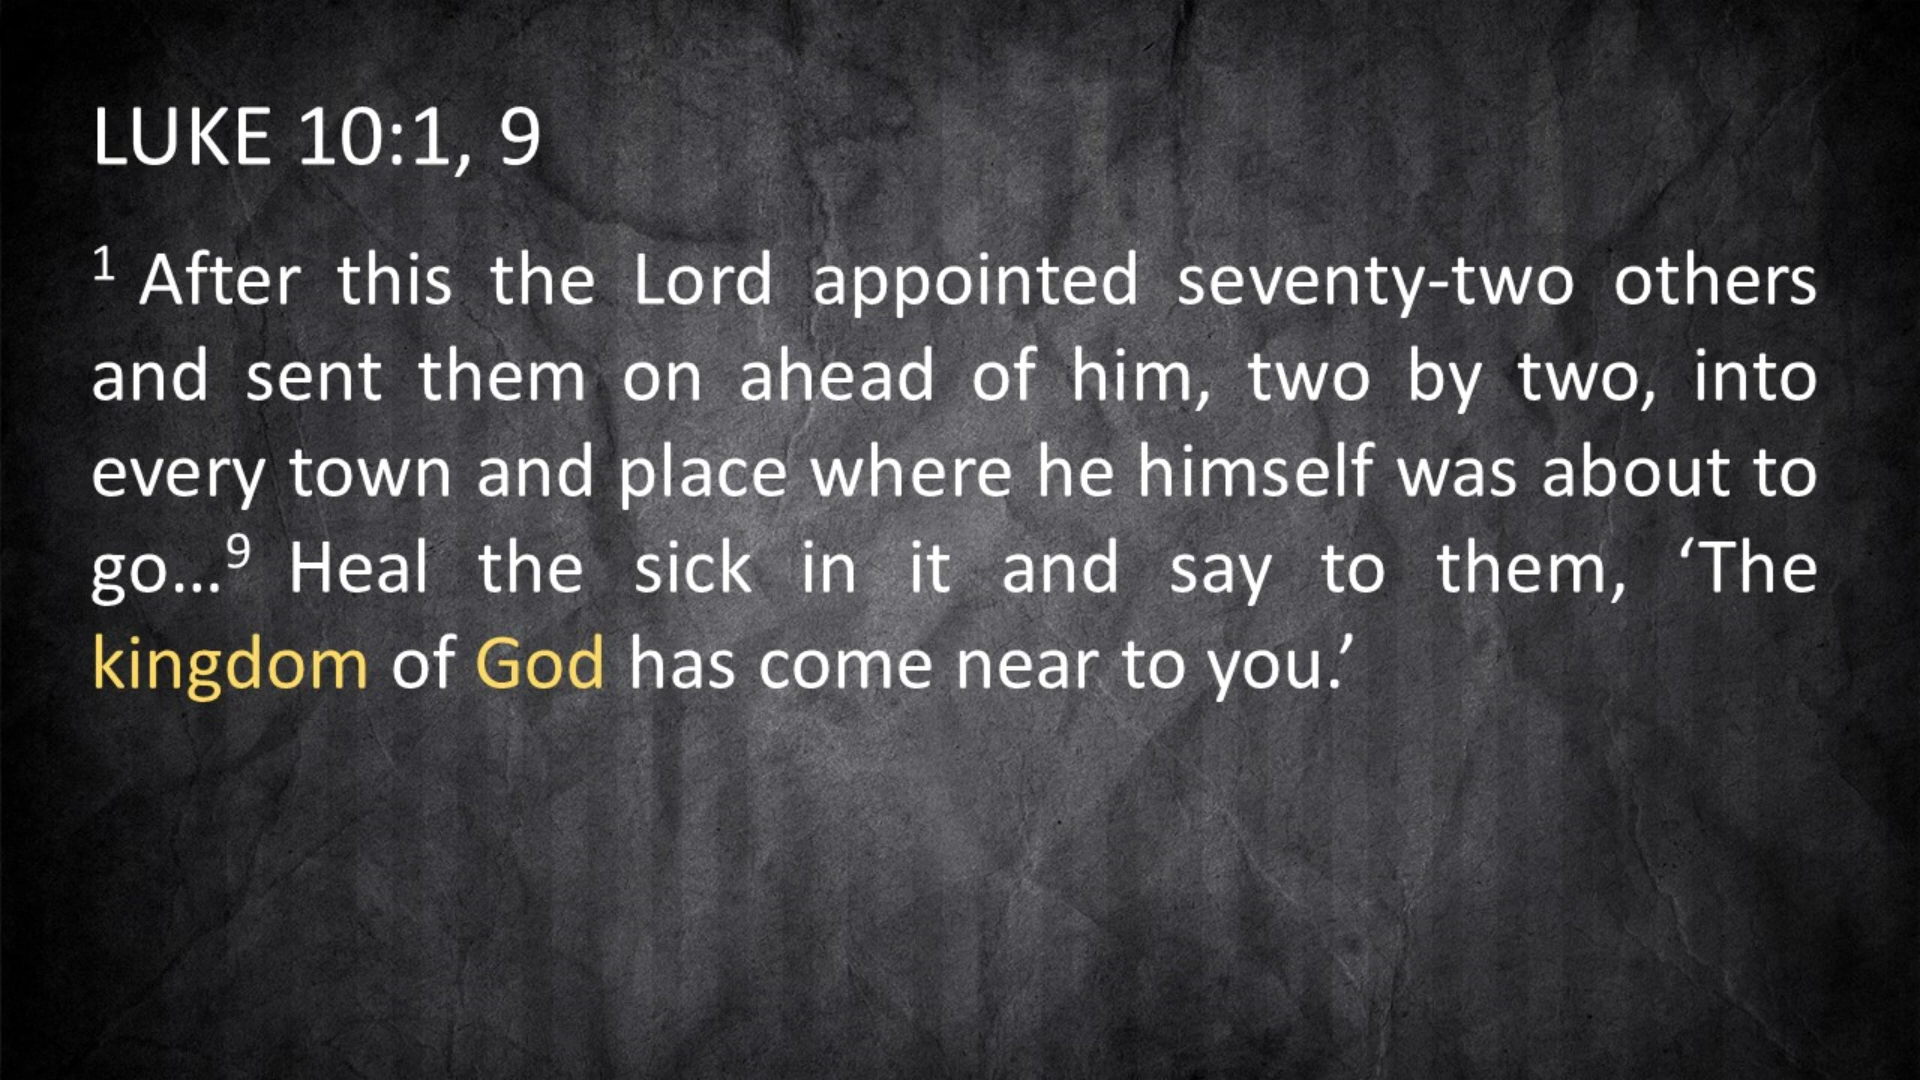 LUKE 10:1, 9
¹ After this the Lord appointed seventy-two others
and sent them on ahead of him, two by two, into
every town and place where he himself was about to
go...⁹ Heal the sick in it and say to them, ‘The
kingdom of God has come near to you.’